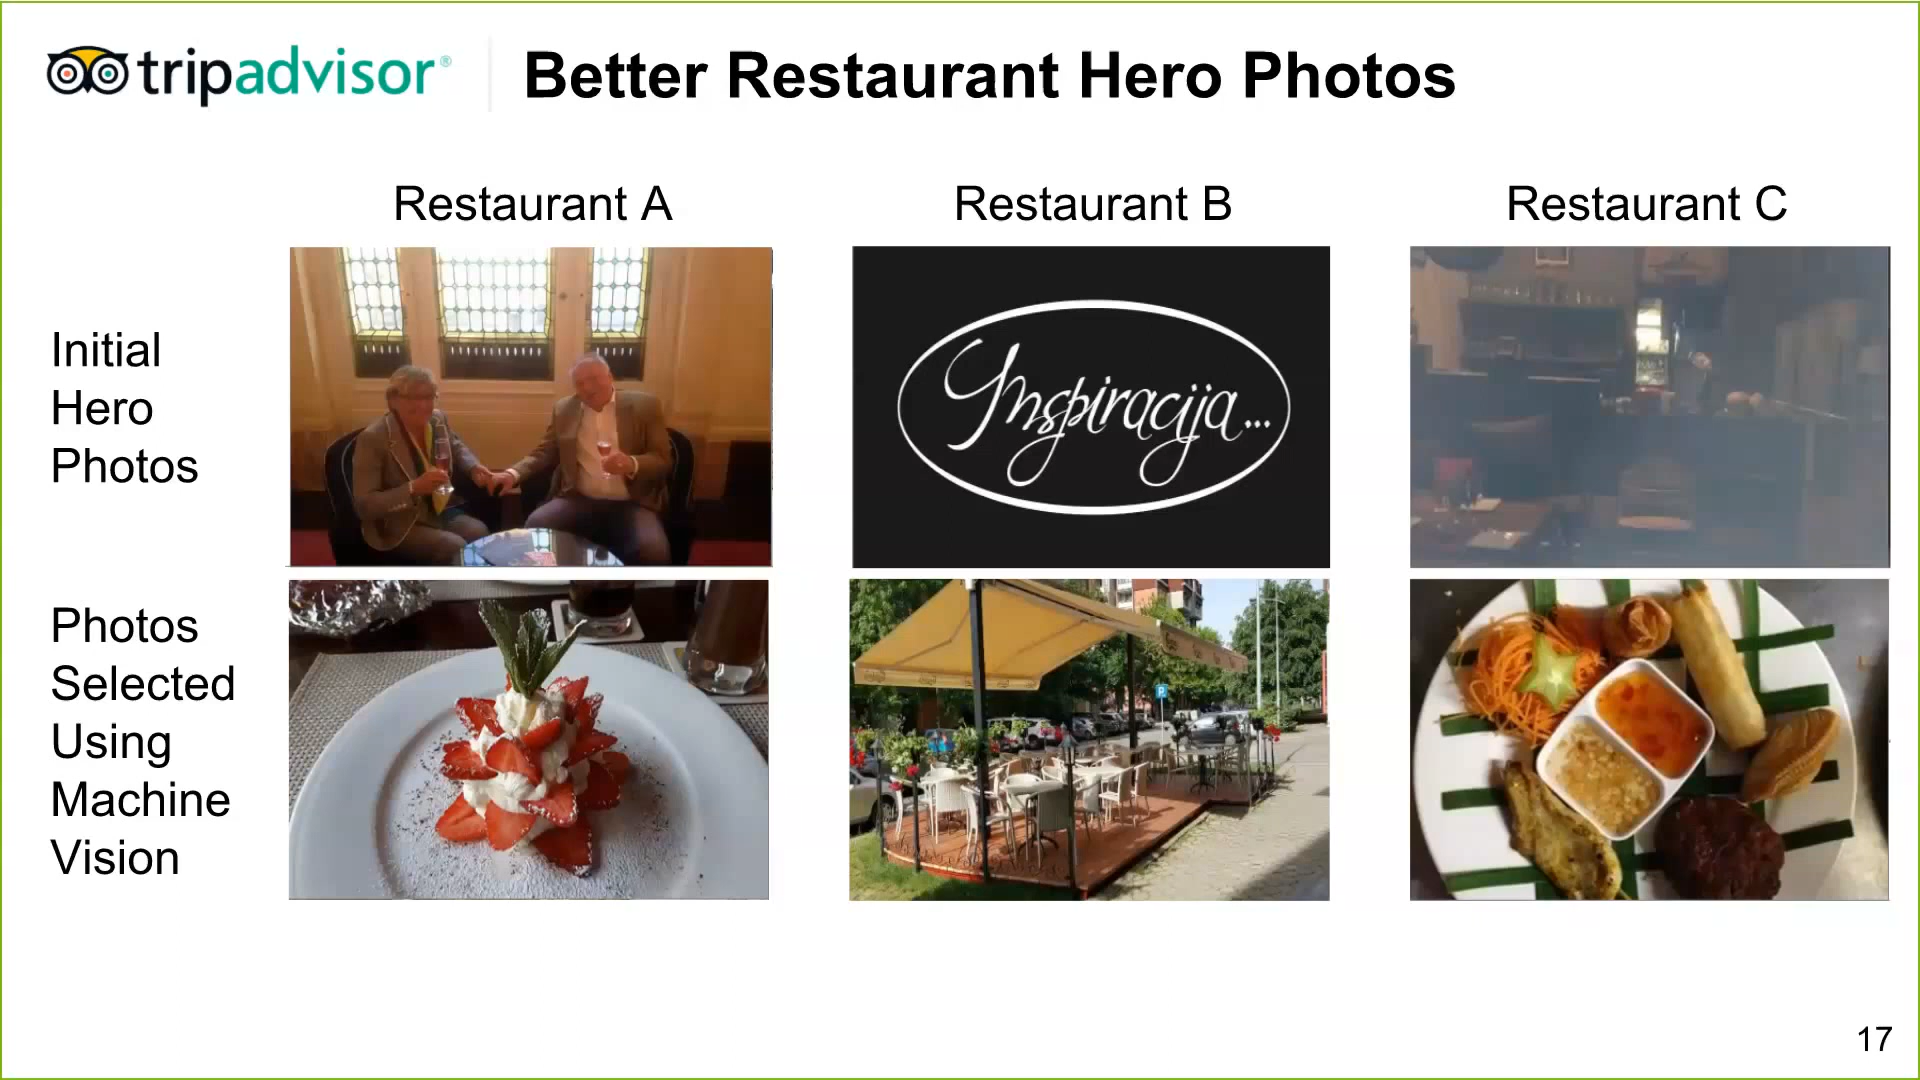 tripadvisor®
Better Restaurant Hero Photos
Restaurant A
Restaurant B
Restaurant C
Initial
Hero
Photos
Inspiracija...
Photos
Selected
Using
Machine
Vision
P
17